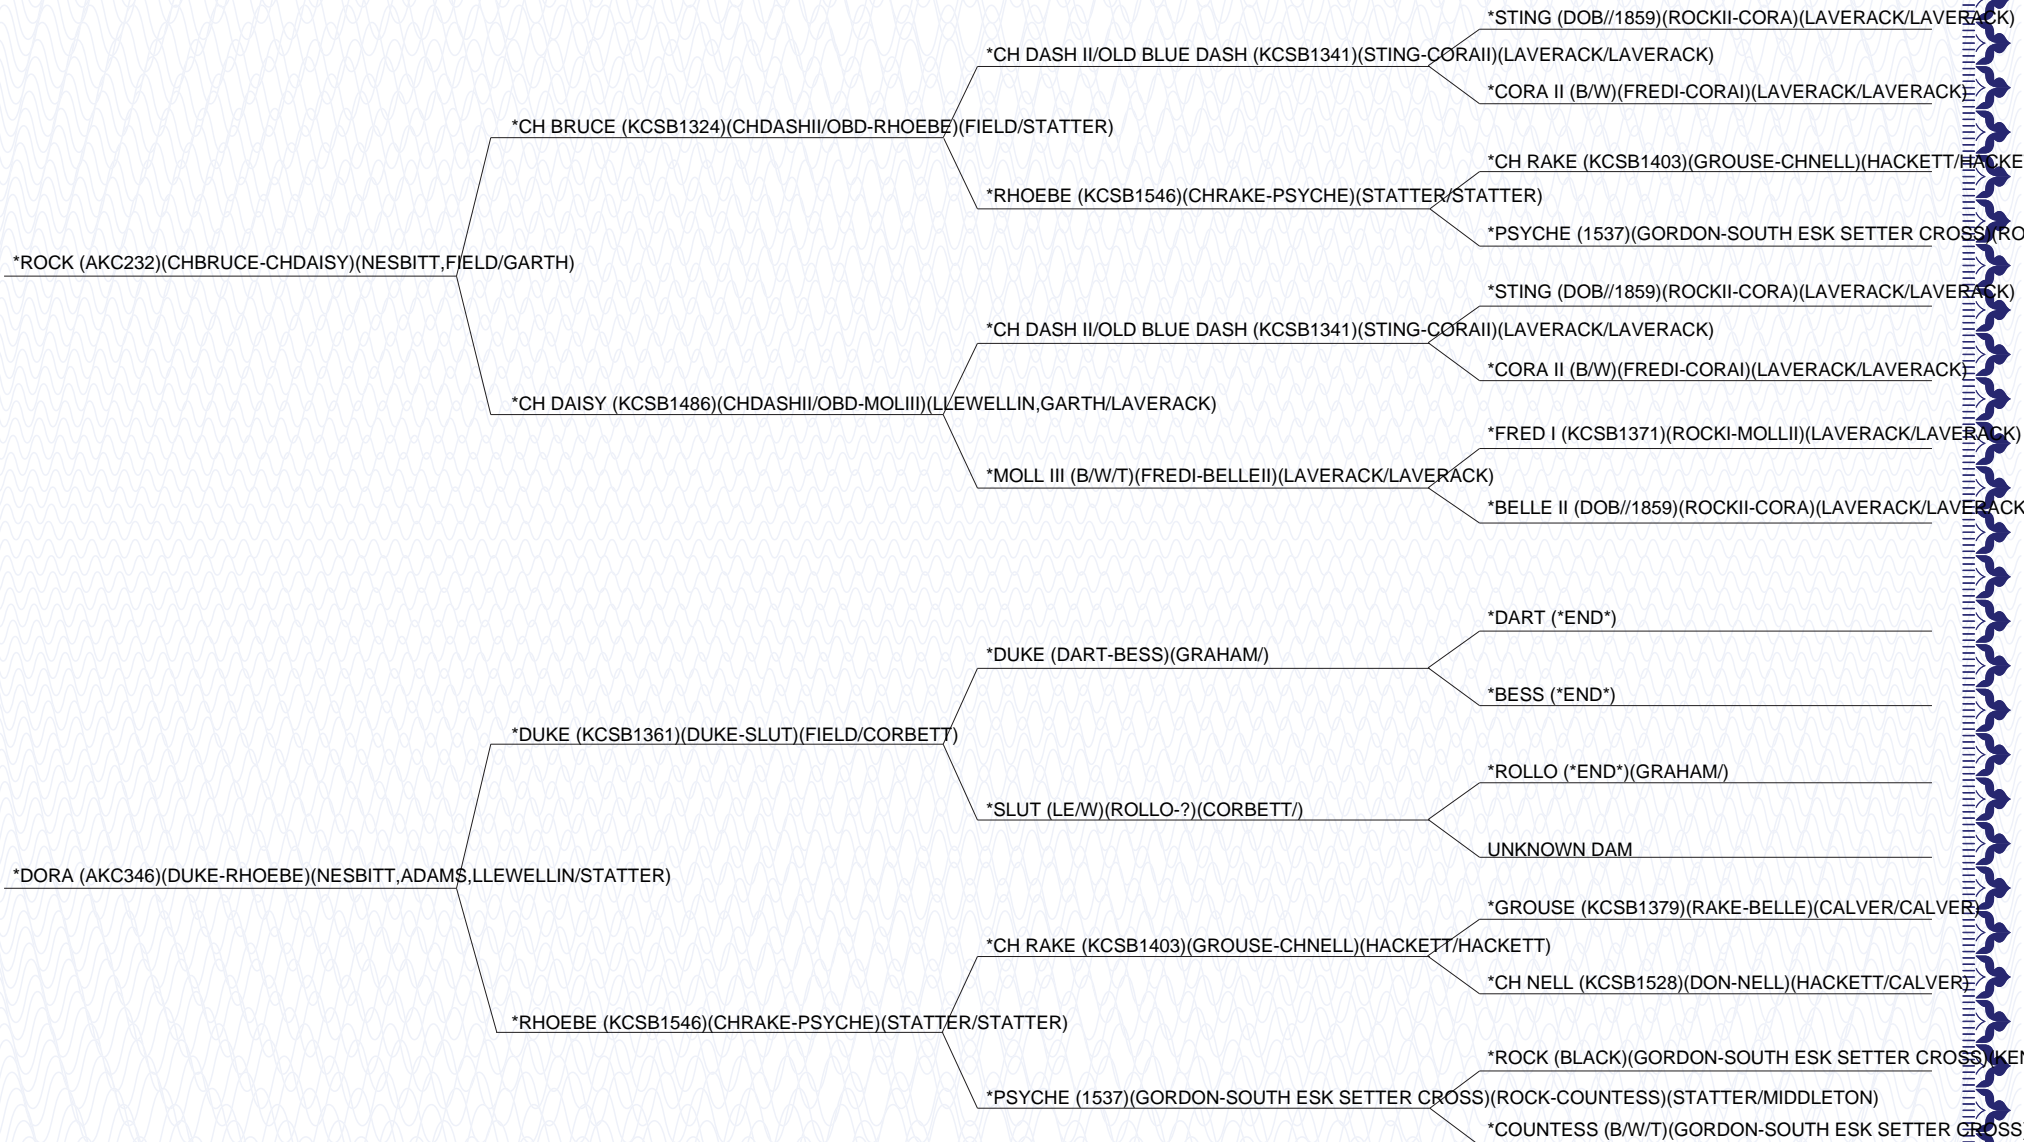 *STING (DOB//1859)(ROCKII-CORA)(LAVERACK/LAVERACK)
*CH DASH II/OLD BLUE DASH (KCSB1341)(STING-CORAII)(LAVERACK/LAVERACK)
*CORA II (B/W)(FREDI-CORAI)(LAVERACK/LAVERACK)
*CH BRUCE (KCSB1324)(CHDASHII/OBD-RHOEBE)(FIELD/STATTER)
*CH RAKE (KCSB1403)(GROUSE-CHNELL)(HACKETT/HACKE
*RHOEBE (KCSB1546)(CHRAKE-PSYCHE)(STATTER/STATTER)
*PSYCHE (1537)(GORDON-SOUTH ESK SETTER CROSS)(RO
*ROCK (AKC232)(CHBRUCE-CHDAISY)(NESBITT,FIELD/GARTH)
*STING (DOB//1859)(ROCKII-CORA)(LAVERACK/LAVERACK)
*CH DASH II/OLD BLUE DASH (KCSB1341)(STING-CORAII)(LAVERACK/LAVERACK)
*CORA II (B/W)(FREDI-CORAI)(LAVERACK/LAVERACK)
*CH DAISY (KCSB1486)(CHDASHII/OBD-MOLIII)(LLEWELLIN,GARTH/LAVERACK)
*FRED I (KCSB1371)(ROCKI-MOLLII)(LAVERACK/LAVERACK)
*MOLL III (B/W/T)(FREDI-BELLEII)(LAVERACK/LAVERACK)
*BELLE II (DOB//1859)(ROCKII-CORA)(LAVERACK/LAVERACK
*DART (*END*)
*DUKE (DART-BESS)(GRAHAM/)
*BESS (*END*)
*DUKE (KCSB1361)(DUKE-SLUT)(FIELD/CORBETT)
*ROLLO (*END*)(GRAHAM/)
*SLUT (LE/W)(ROLLO-?)(CORBETT/)
UNKNOWN DAM
*DORA (AKC346)(DUKE-RHOEBE)(NESBITT,ADAMS,LLEWELLIN/STATTER)
*GROUSE (KCSB1379)(RAKE-BELLE)(CALVER/CALVER)
*CH RAKE (KCSB1403)(GROUSE-CHNELL)(HACKETT/HACKETT)
*CH NELL (KCSB1528)(DON-NELL)(HACKETT/CALVER)
*RHOEBE (KCSB1546)(CHRAKE-PSYCHE)(STATTER/STATTER)
*ROCK (BLACK)(GORDON-SOUTH ESK SETTER CROSS)(KEN
*PSYCHE (1537)(GORDON-SOUTH ESK SETTER CROSS)(ROCK-COUNTESS)(STATTER/MIDDLETON)
*COUNTESS (B/W/T)(GORDON-SOUTH ESK SETTER CROSS